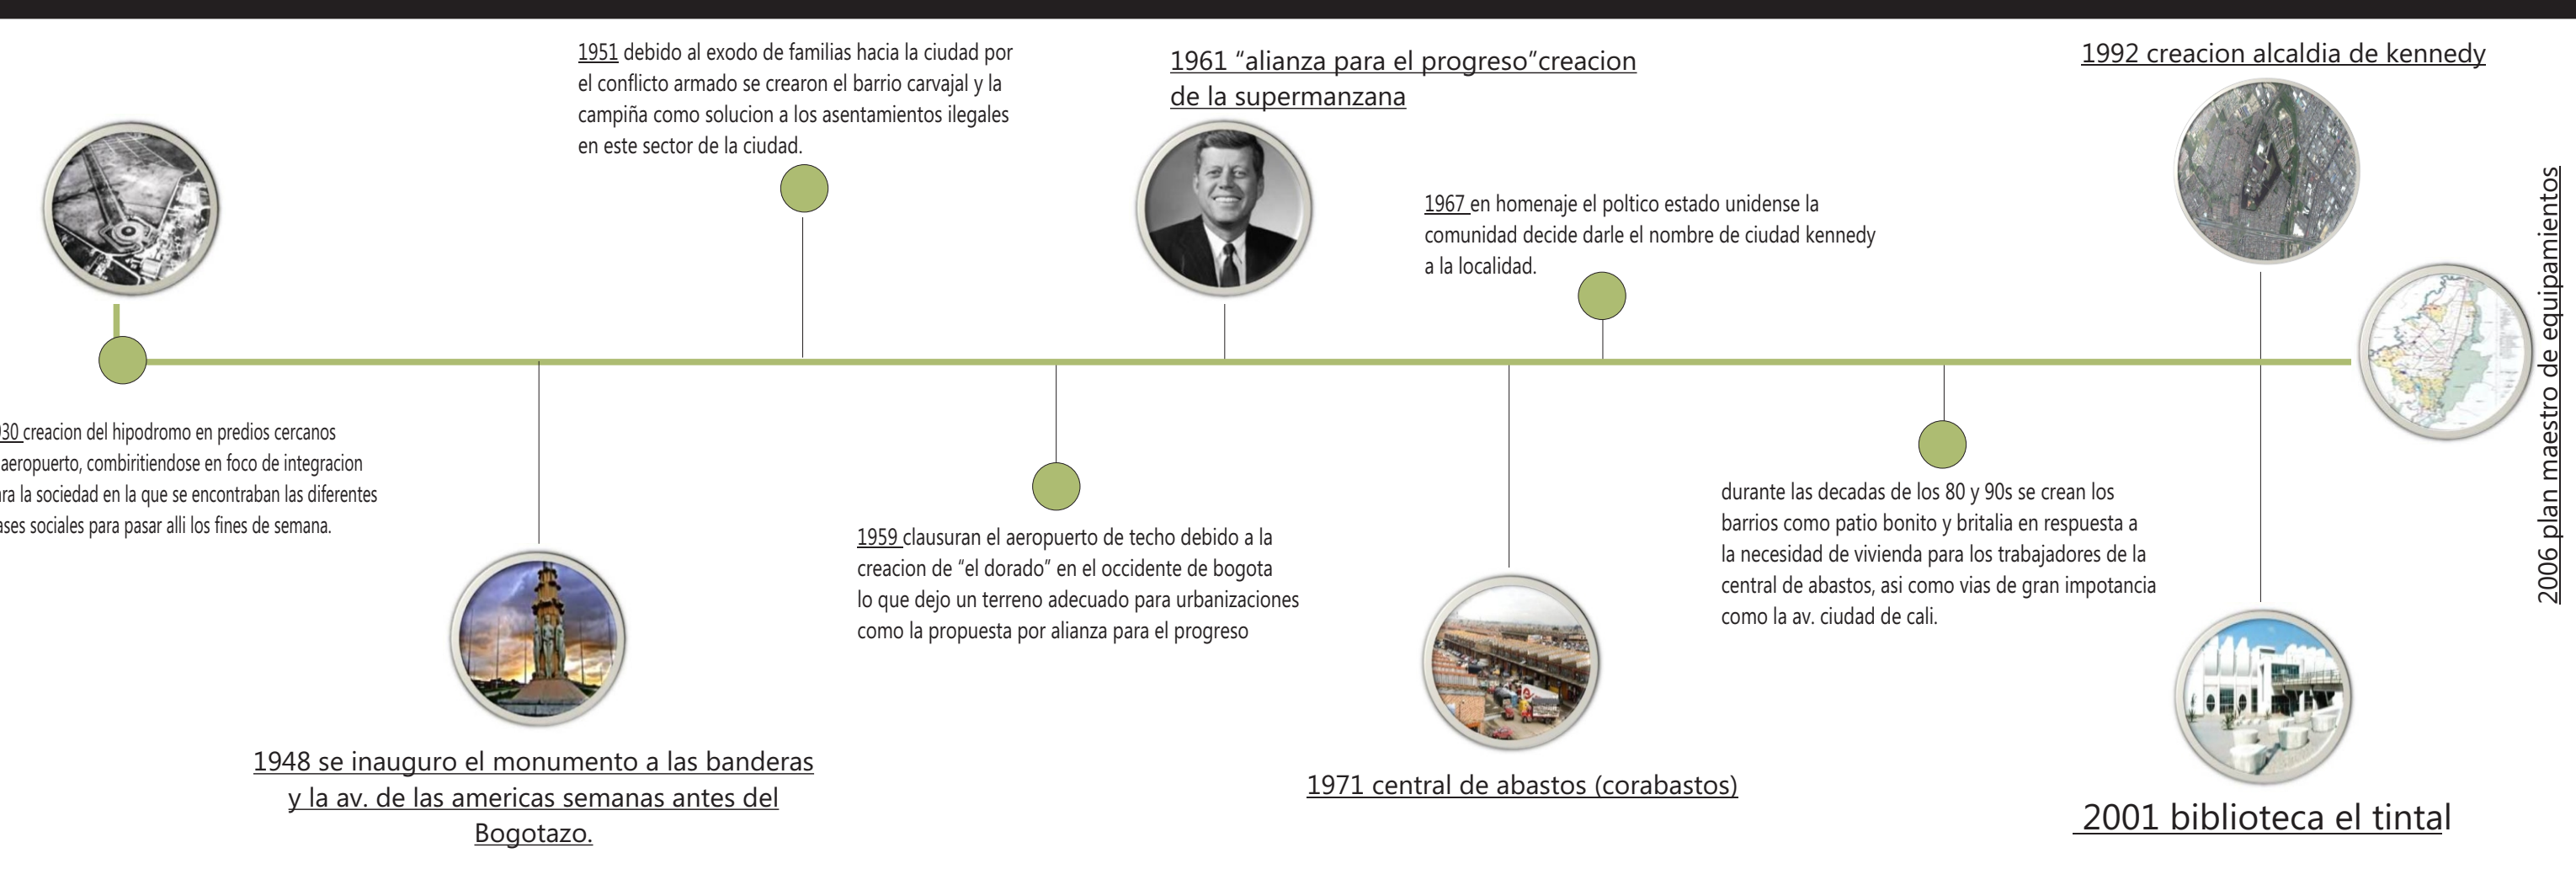 1951 debido al exodo de familias hacia la ciudad por
el conflicto armado se crearon el barrio carvajal y la
campiña como solucion a los asentamientos ilegales
en este sector de la ciudad.
1961 “alianza para el progreso”creacion
de la supermanzana
1967 en homenaje el poltico estado unidense la
comunidad decide darle el nombre de ciudad kennedy
a la localidad.
1992 creacion alcaldia de kennedy
2006 plan maestro de equipamientos
30 creacion del hipodromo en predios cercanos
aeropuerto, combiritiendose en foco de integracion
ra la sociedad en la que se encontraban las diferentes
ases sociales para pasar alli los fines de semana.
1948 se inauguro el monumento a las banderas
y la av. de las americas semanas antes del
Bogotazo.
1959 clausuran el aeropuerto de techo debido a la
creacion de “el dorado” en el occidente de bogota
lo que dejo un terreno adecuado para urbanizaciones
como la propuesta por alianza para el progreso
1971 central de abastos (corabastos)
durante las decadas de los 80 y 90s se crean los
barrios como patio bonito y britalia en respuesta a
la necesidad de vivienda para los trabajadores de la
central de abastos, asi como vias de gran impotancia
como la av. ciudad de cali.
2001 biblioteca el tintal